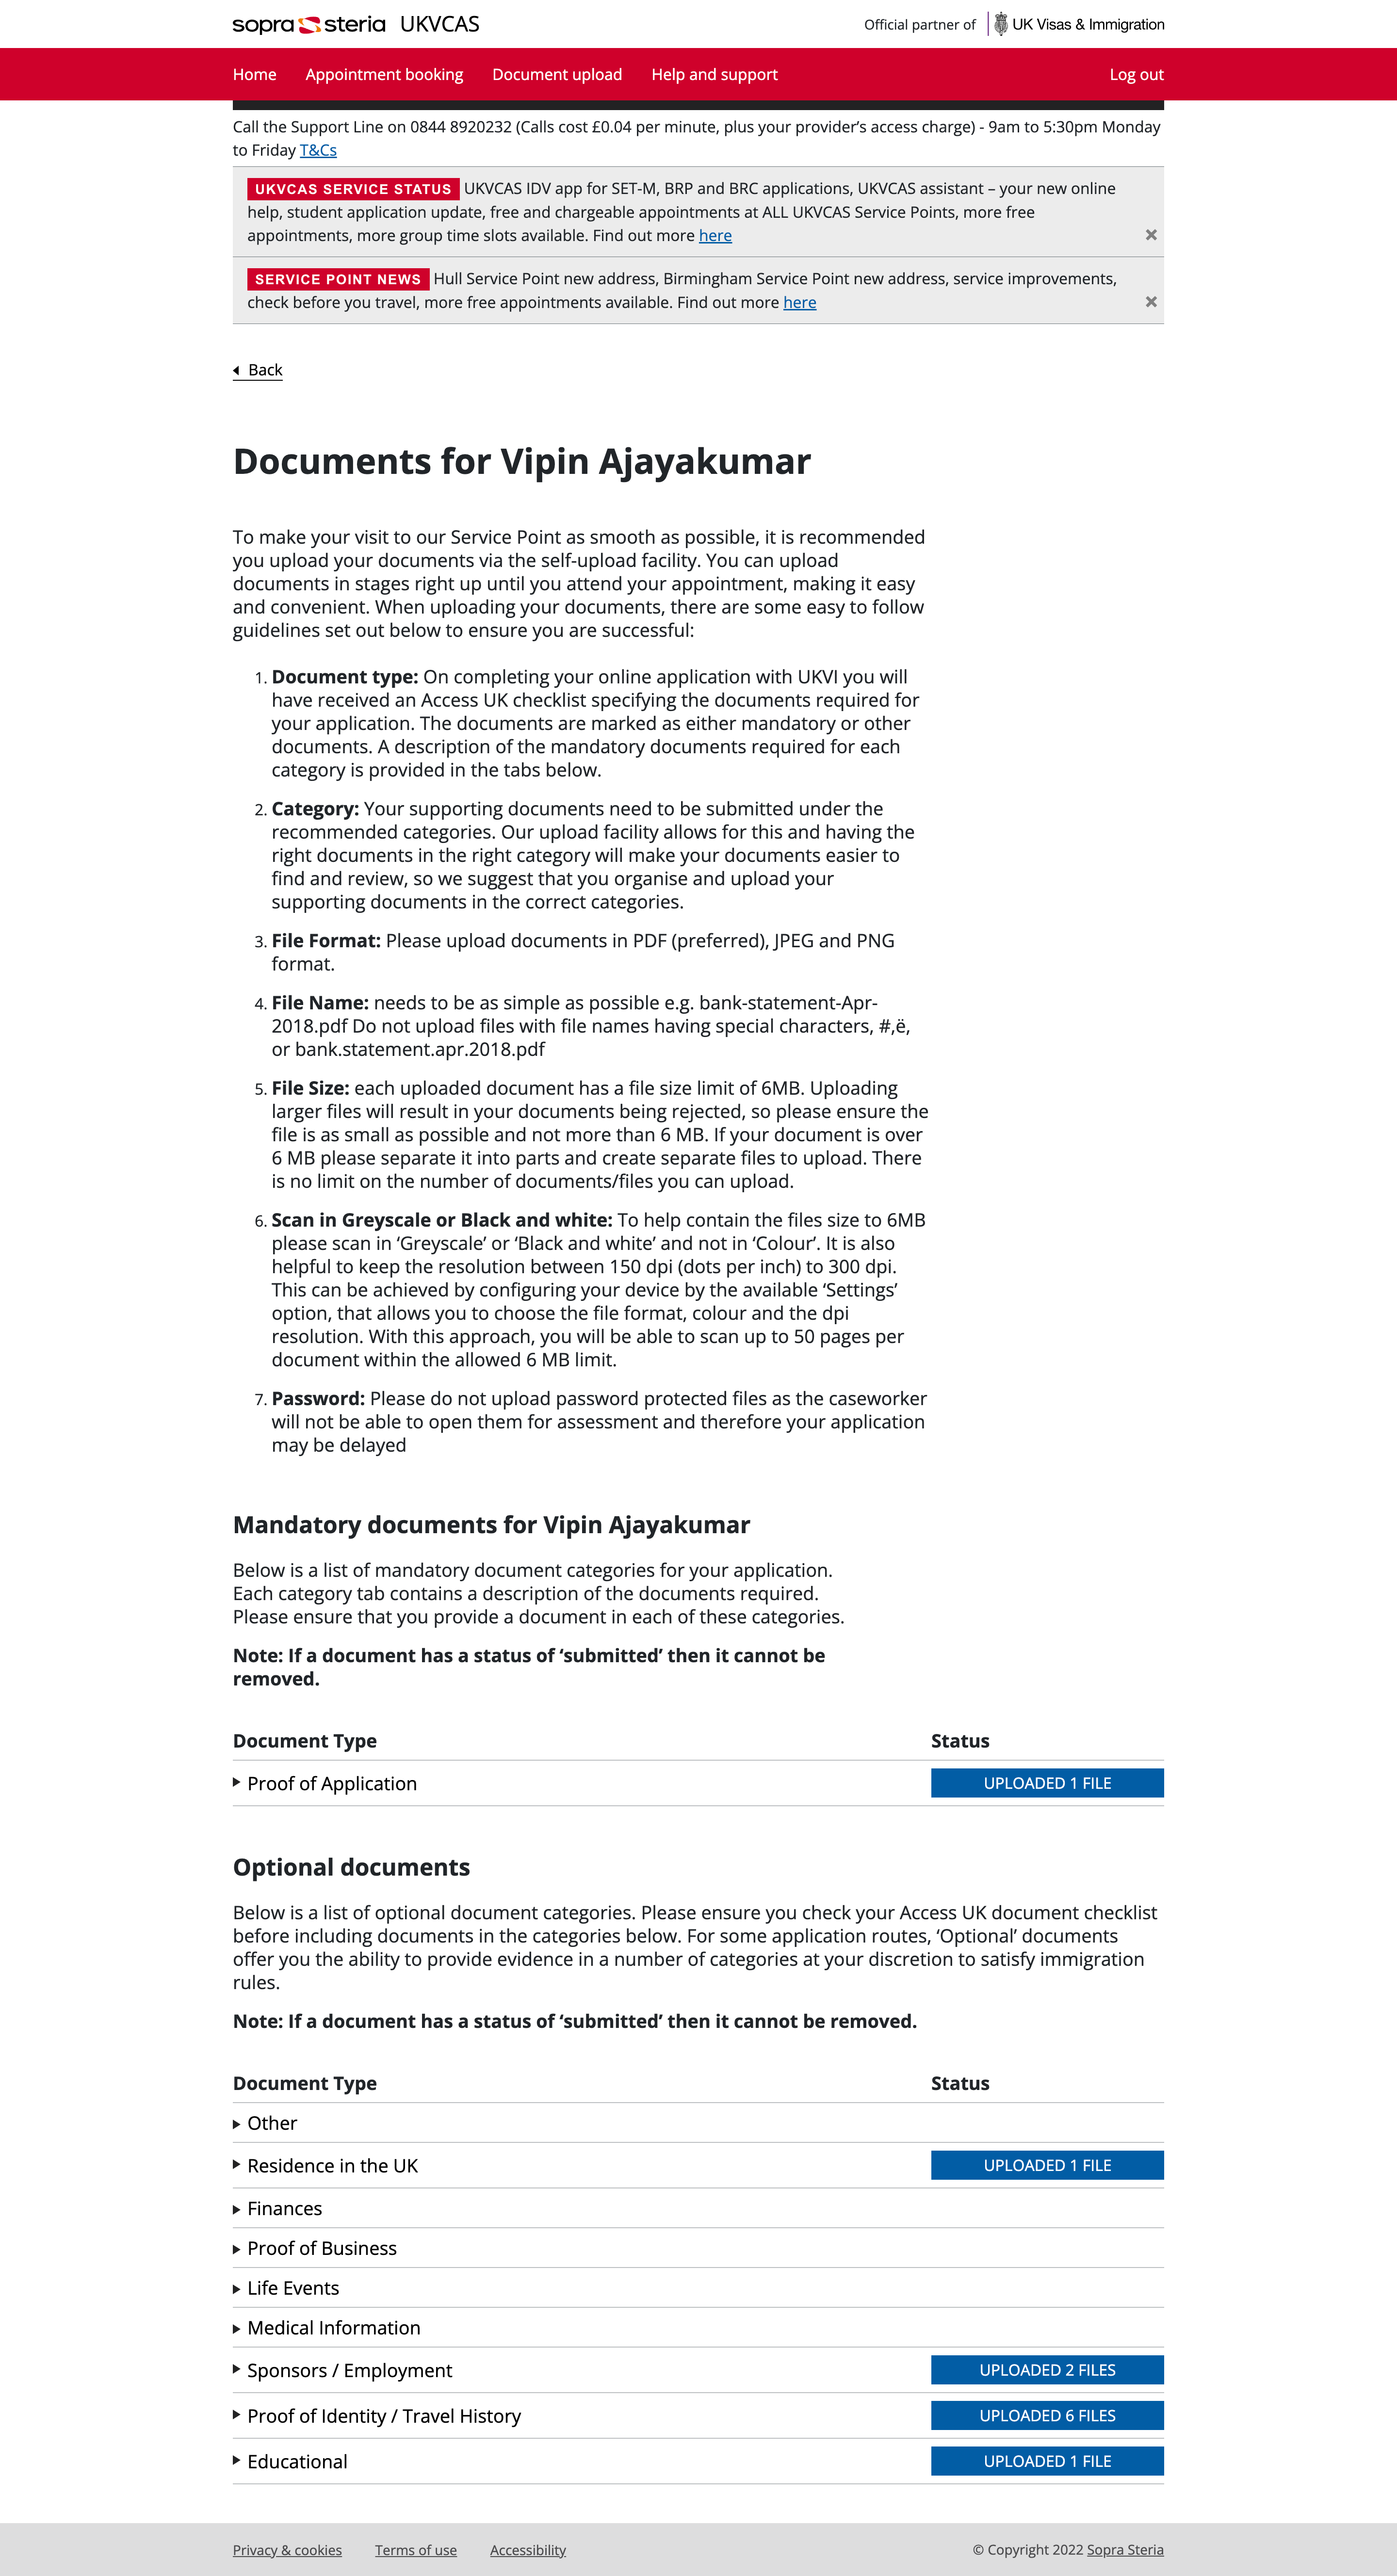 sopra steria UKVCAS
Official partner of UK Visas & Immigration
Home Appointment booking Document upload Help and support Log out
Call the Support Line on 0844 8920232 (Calls cost £0.04 per minute, plus your provider’s access charge) - 9am to 5:30pm Monday
to Friday T&Cs
UKVCAS SERVICE STATUS UKVCAS IDV app for SET-M, BRP and BRC applications, UKVCAS assistant – your new online
help, student application update, free and chargeable appointments at ALL UKVCAS Service Points, more free
appointments, more group time slots available. Find out more here
SERVICE POINT NEWS Hull Service Point new address, Birmingham Service Point new address, service improvements,
check before you travel, more free appointments available. Find out more here
Back
Documents for Vipin Ajayakumar
To make your visit to our Service Point as smooth as possible, it is recommended
you upload your documents via the self-upload facility. You can upload
documents in stages right up until you attend your appointment, making it easy
and convenient. When uploading your documents, there are some easy to follow
guidelines set out below to ensure you are successful:
1. Document type: On completing your online application with UKVI you will
have received an Access UK checklist specifying the documents required for
your application. The documents are marked as either mandatory or other
documents. A description of the mandatory documents required for each
category is provided in the tabs below.
2. Category: Your supporting documents need to be submitted under the
recommended categories. Our upload facility allows for this and having the
right documents in the right category will make your documents easier to
find and review, so we suggest that you organise and upload your
supporting documents in the correct categories.
3. File Format: Please upload documents in PDF (preferred), JPEG and PNG
format.
4. File Name: needs to be as simple as possible e.g. bank-statement-Apr-
2018.pdf Do not upload files with file names having special characters, #,ë,
or bank.statement.apr.2018.pdf
5. File Size: each uploaded document has a file size limit of 6MB. Uploading
larger files will result in your documents being rejected, so please ensure the
file is as small as possible and not more than 6 MB. If your document is over
6 MB please separate it into parts and create separate files to upload. There
is no limit on the number of documents/files you can upload.
6. Scan in Greyscale or Black and white: To help contain the files size to 6MB
please scan in ‘Greyscale’ or ‘Black and white’ and not in ‘Colour’. It is also
helpful to keep the resolution between 150 dpi (dots per inch) to 300 dpi.
This can be achieved by configuring your device by the available ‘Settings’
option, that allows you to choose the file format, colour and the dpi
resolution. With this approach, you will be able to scan up to 50 pages per
document within the allowed 6 MB limit.
7. Password: Please do not upload password protected files as the caseworker
will not be able to open them for assessment and therefore your application
may be delayed
Mandatory documents for Vipin Ajayakumar
Below is a list of mandatory document categories for your application.
Each category tab contains a description of the documents required.
Please ensure that you provide a document in each of these categories.
Note: If a document has a status of ‘submitted’ then it cannot be
removed.
Document Type Status
Proof of Application UPLOADED 1 FILE
Optional documents
Below is a list of optional document categories. Please ensure you check your Access UK document checklist
before including documents in the categories below. For some application routes, ‘Optional’ documents
offer you the ability to provide evidence in a number of categories at your discretion to satisfy immigration
rules.
Note: If a document has a status of ‘submitted’ then it cannot be removed.
Document Type Status
Other
Residence in the UK UPLOADED 1 FILE
Finances
Proof of Business
Life Events
Medical Information
Sponsors / Employment UPLOADED 2 FILES
Proof of Identity / Travel History UPLOADED 6 FILES
Educational UPLOADED 1 FILE
Privacy & cookies Terms of use Accessibility © Copyright 2022 Sopra Steria